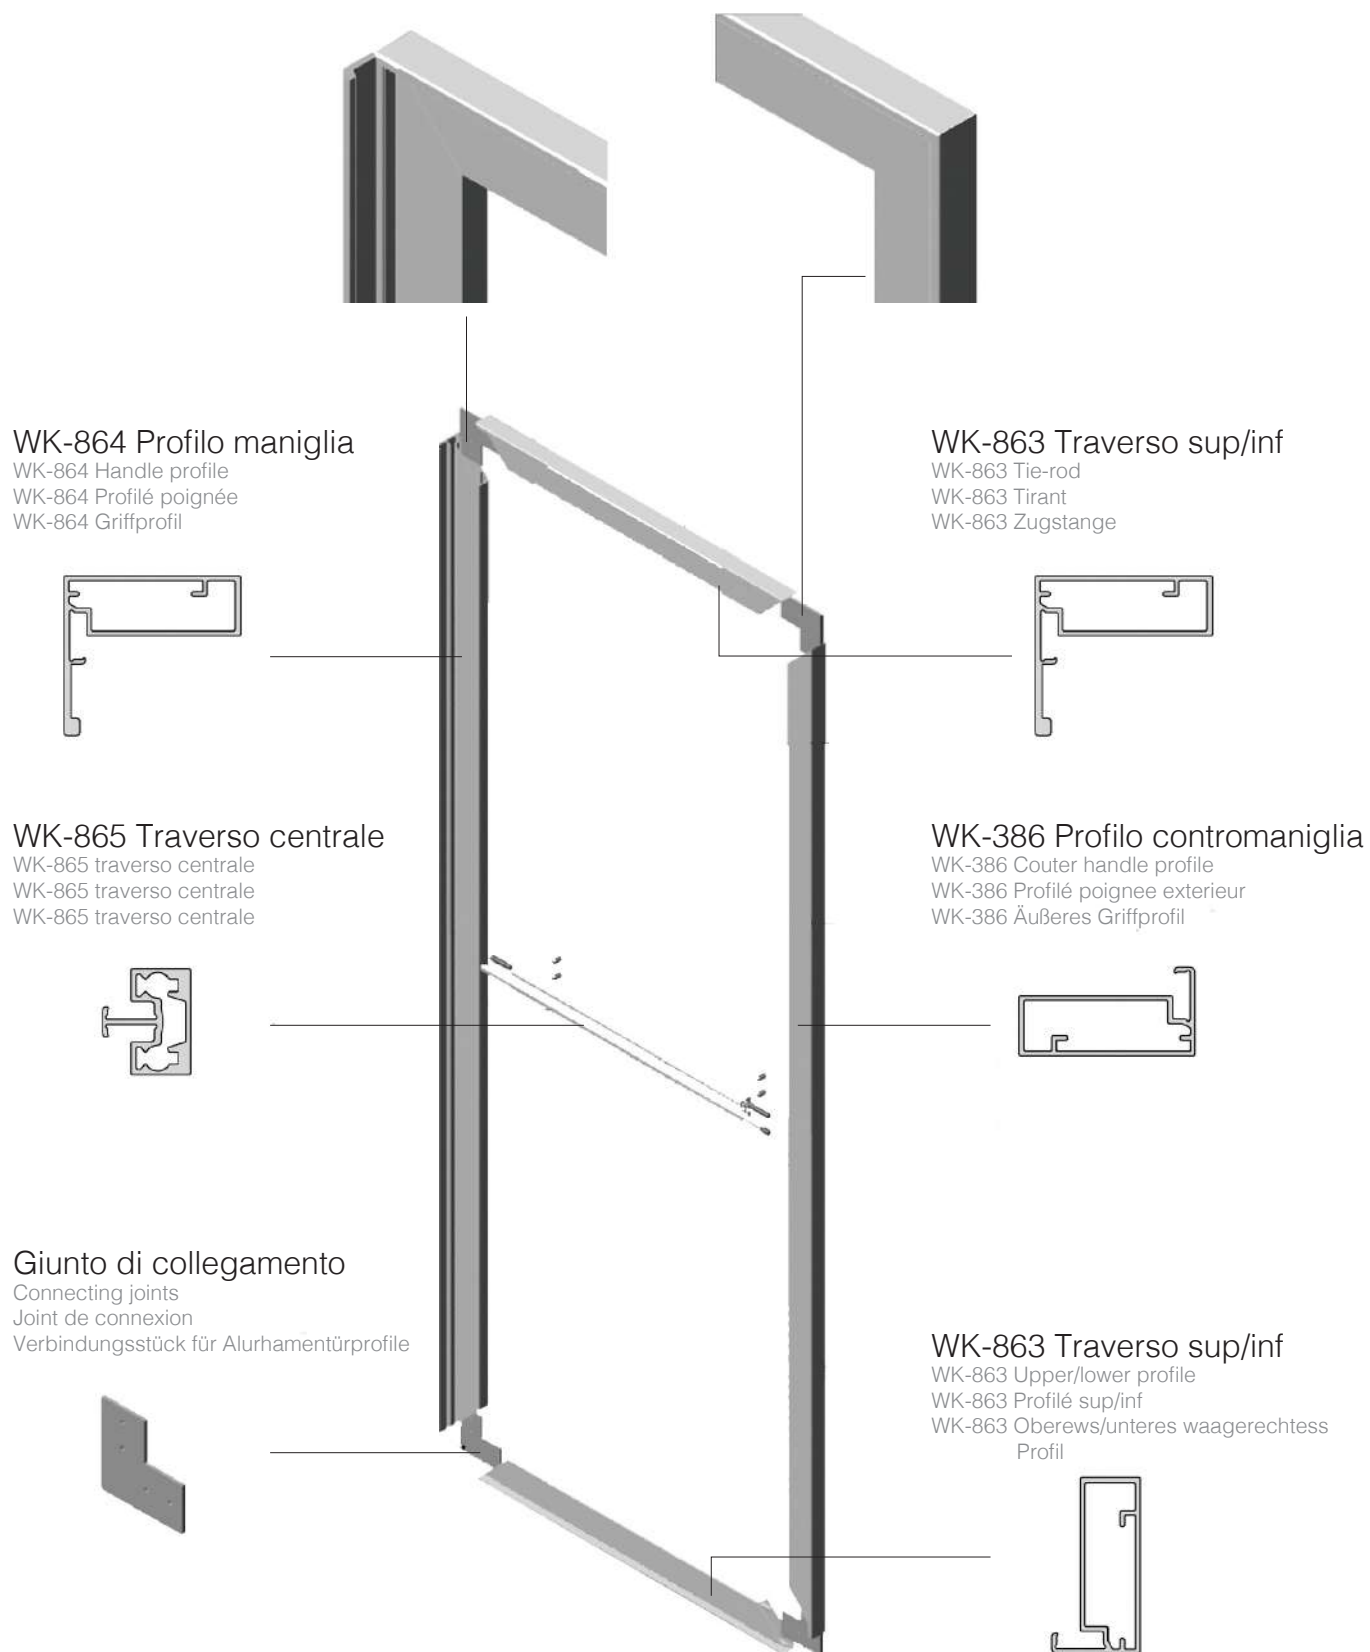 WK-864 Profilo maniglia
WK-864 Handle profile
WK-864 Profilé poignée
WK-864 Griffprofil
WK-863 Traverso sup/inf
WK-863 Tie-rod
WK-863 Tirant
WK-863 Zugstange
WK-865 Traverso centrale
WK-865 traverso centrale
WK-865 traverso centrale
WK-865 traverso centrale
WK-386 Profilo contromaniglia
WK-386 Couter handle profile
WK-386 Profilé poignee exterieur
WK-386 Äußeres Griffprofil
Giunto di collegamento
Connecting joints
Joint de connexion
Verbindungsstück für Alurhamentürprofile
WK-863 Traverso sup/inf
WK-863 Upper/lower profile
WK-863 Profilé sup/inf
WK-863 Oberews/unteres waagerechtess
Profil